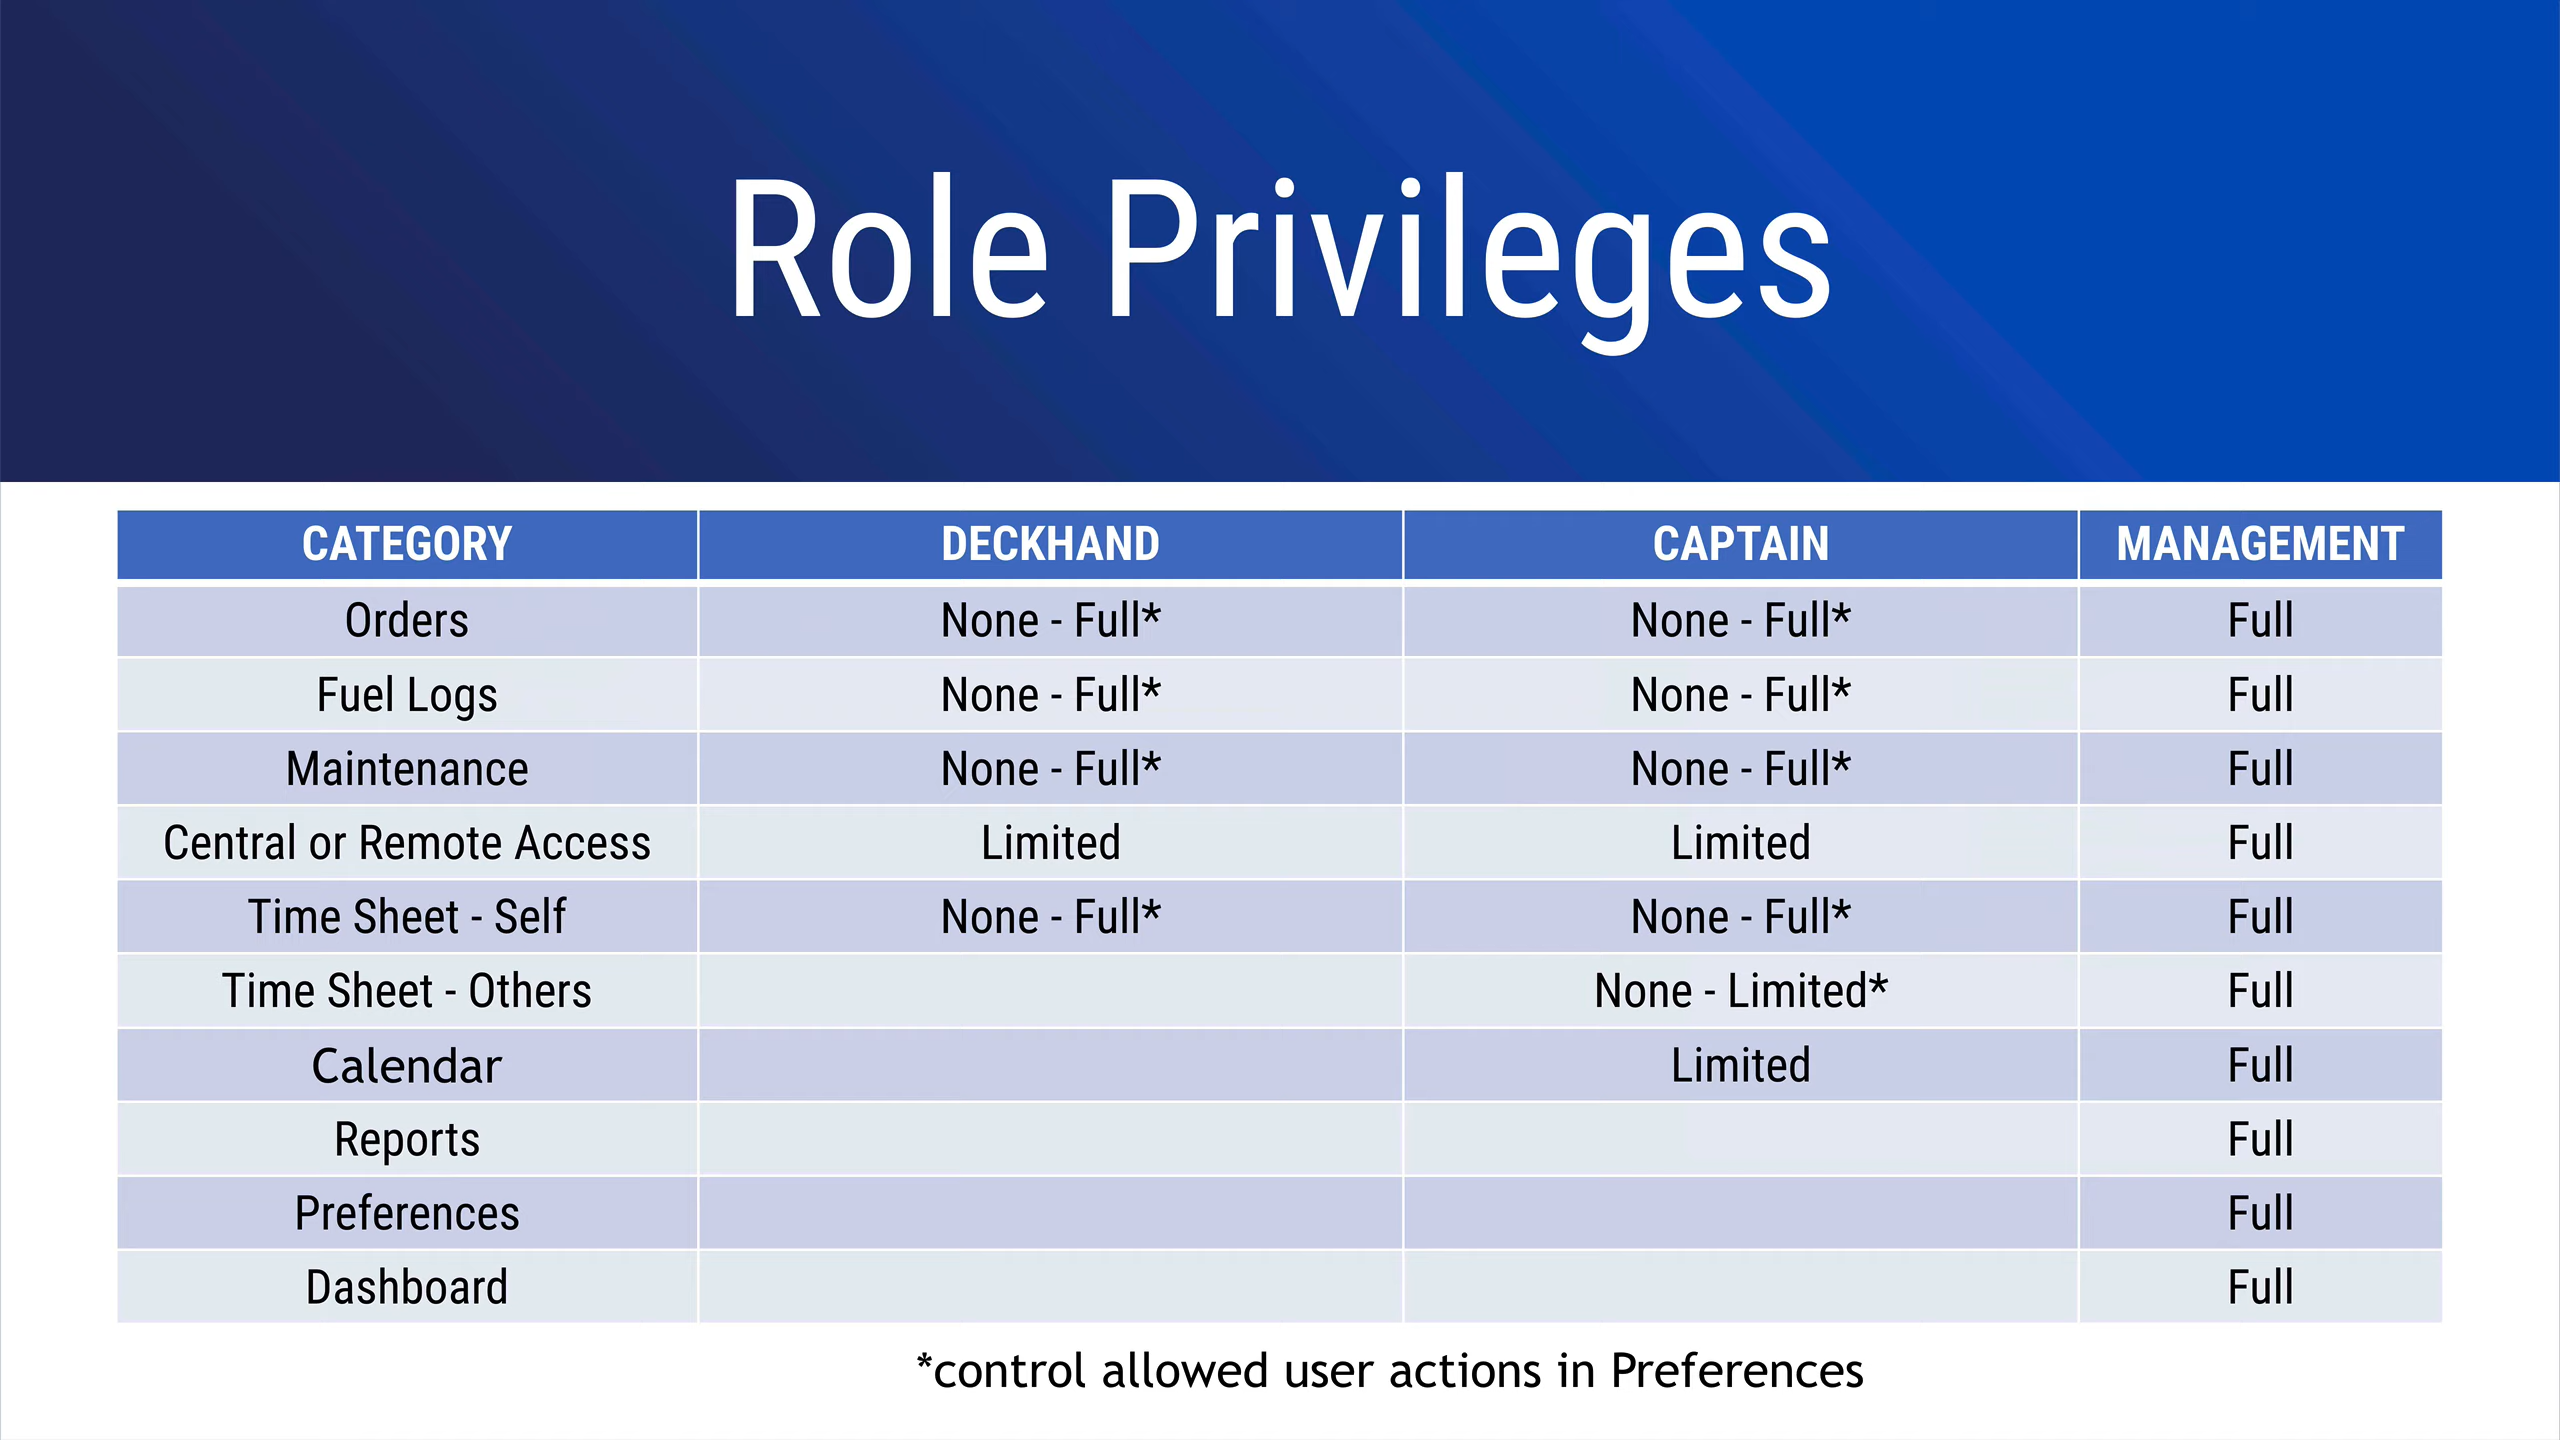 Role Privileges
CATEGORY DECKHAND CAPTAIN MANAGEMENT
Orders None - Full* None - Full* Full
Fuel Logs None - Full* None - Full* Full
Maintenance None - Full* None - Full* Full
Central or Remote Access Limited Limited Full
Time Sheet - Self None - Full* None - Full* Full
Time Sheet - Others None - Limited* Full
Calendar Limited Full
Reports Full
Preferences Full
Dashboard Full
*control allowed user actions in Preferences